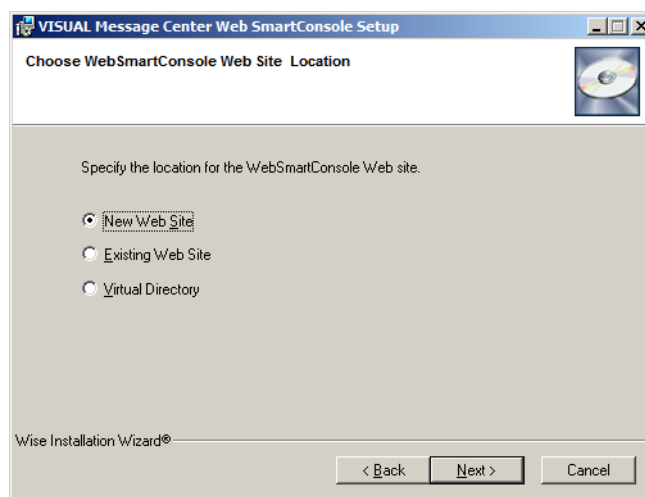 VISUAL Message Center Web SmartConsole Setup
Choose WebSmartConsole Web Site Location
Specify the location for the WebSmartConsole Web site.
New Web Site
Existing Web Site
Virtual Directory
Wise Installation Wizard®
< Back Next > Cancel